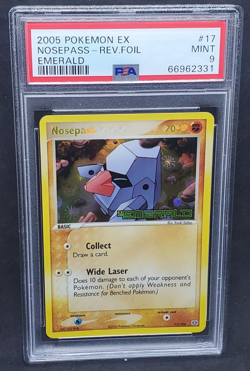 2005 POKEMON EX #17
NOSEPASS - REV.FOIL MINT
EMERALD PSA 9
66962331
Nosepass 70
EMERALD
BASIC
Collect
Draw a card.
Wide Laser
Does 10 damage to each of your opponent's
Pokémon. (Don't apply Weakness and
Resistance for Benched Pokémon.)